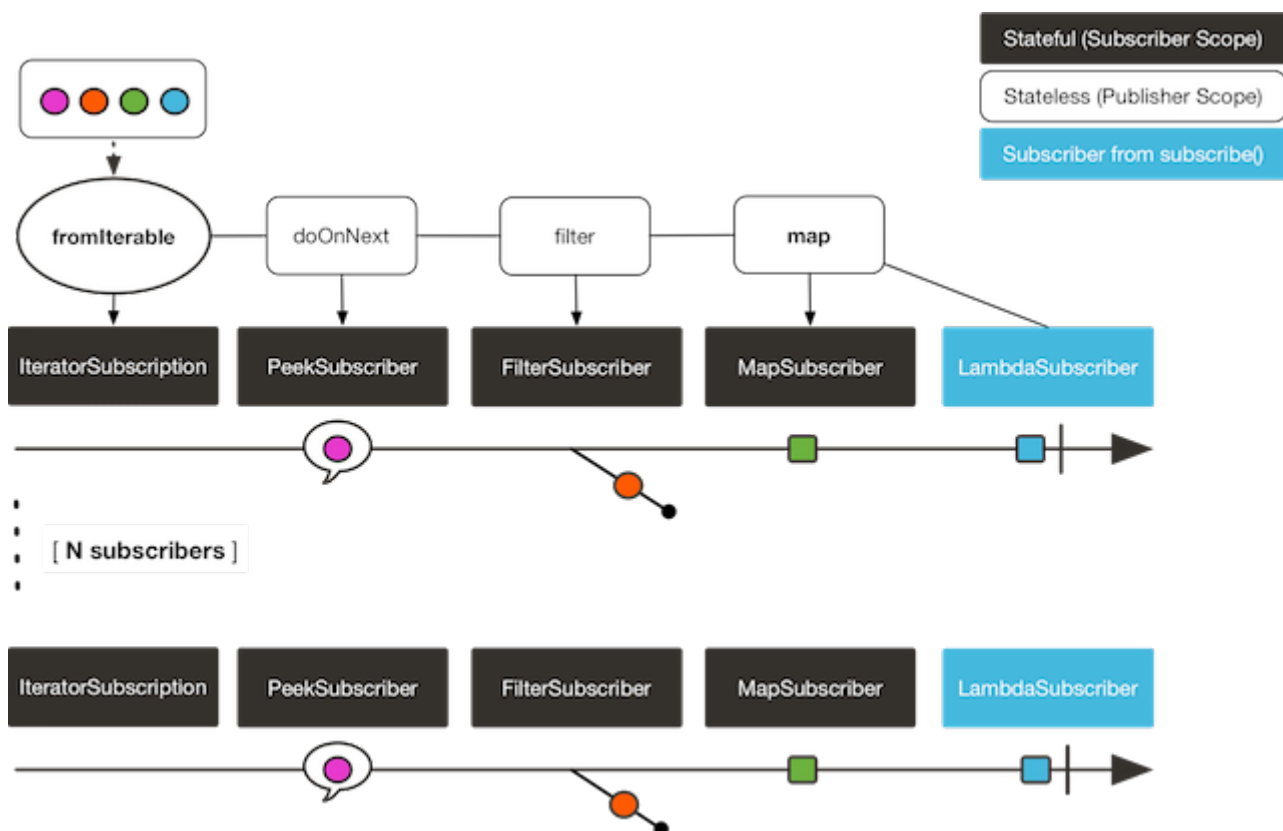 Stateful (Subscriber Scope)
Stateless (Publisher Scope)
Subscriber from subscribe()
fromIterable
doOnNext
filter
map
IteratorSubscription
PeekSubscriber
FilterSubscriber
MapSubscriber
LambdaSubscriber
[ N subscribers ]
IteratorSubscription
PeekSubscriber
FilterSubscriber
MapSubscriber
LambdaSubscriber